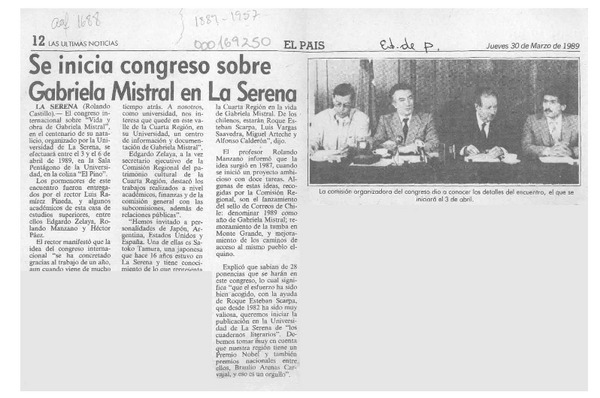 1889-1957
000169250
12 LAS ULTIMAS NOTICIAS
EL PAIS
Ed. de P.
Jueves 30 de Marzo de 1989
Se inicia congreso sobre
Gabriela Mistral en La Serena
LA SERENA (Rolando
Castillo).— El congreso in-
ternacional sobre "Vida y
obra de Gabriela Mistral",
en el centenario de su nata-
licio, organizado por la Uni-
versidad de La Serena, se
efectuará entre el 3 y el 6 de
abril de 1989, en la Sala
Pentágono de la Universi-
dad, en la colina "El Pino".
Los pormenores de este
encuentro fueron entrega-
dos por el rector Luis Ra-
mírez Pineda, y algunos
académicos de esta casa de
estudios superiores, entre
ellos Edgardo Zelaya, Ro-
lando Manzano y Héctor
Páez.
El rector manifestó que la
idea del congreso interna-
cional "se ha concretado
gracias al trabajo de un año,
aun cuando viene de mucho
tiempo atrás. A nosotros,
como universidad, nos in-
teresa que quede en este va-
lle de la Cuarta Región, en
su Universidad, un centro
de información y documen-
tación de Gabriela Mistral".
Edgardo Zelaya, a la vez
secretario ejecutivo de la
Comisión Regional del pa-
trimonio cultural de la
Cuarta Región, destacó los
trabajos realizados a nivel
académicos, finanzas y de la
comisión general con las
subcomisiones, además de
relaciones públicas".
"Hemos invitado a per-
sonalidades de Japón, Ar-
gentina, Estados Unidos y
España. Una de ellas es Sa-
toko Tamura, una japonesa
que hace 16 años estuvo en
La Serena y tiene conoci-
miento de lo que representa
la Cuarta Región en la vida
de Gabriela Mistral. De los
chilenos, estarán Roque Es-
teban Scarpa, Luis Vargas
Saavedra, Miguel Arteche y
Alfonso Calderón", dijo.
El profesor Rolando
Manzano informó que la
idea surgió en 1987, cuando
se inició un proyecto ambi-
cioso con doce tareas. Al-
gunas de estas ideas, reco-
gidas por la Comisión Re-
gional, son el lanzamiento
del sello de Correos de Chi-
le: denominar 1989 como
año de Gabriela Mistral; re-
moramiento de la tumba en
Monte Grande, y mejora-
miento de los caminos de
acceso al mismo pueblo el-
quino.
Explicó que sabían de 28
ponencias que se harán en
este congreso, lo cual signi-
fica "que el esfuerzo ha sido
bien acogido, con la ayuda
de Roque Esteban Scarpa,
que desde 1982 ha sido muy
valiosa, queremos iniciar la
publicación en la Universi-
dad de La Serena de "los
cuadernos literarios". De-
bemos tomar muy en cuenta
que nuestra región tiene un
Premio Nobel y también
premios nacionales entre
ellos, Braulio Arenas Car-
vajal, y eso es un orgullo".
La comisión organizadora del congreso dio a conocer los detalles del encuentro, el que se
iniciará el 3 de abril.